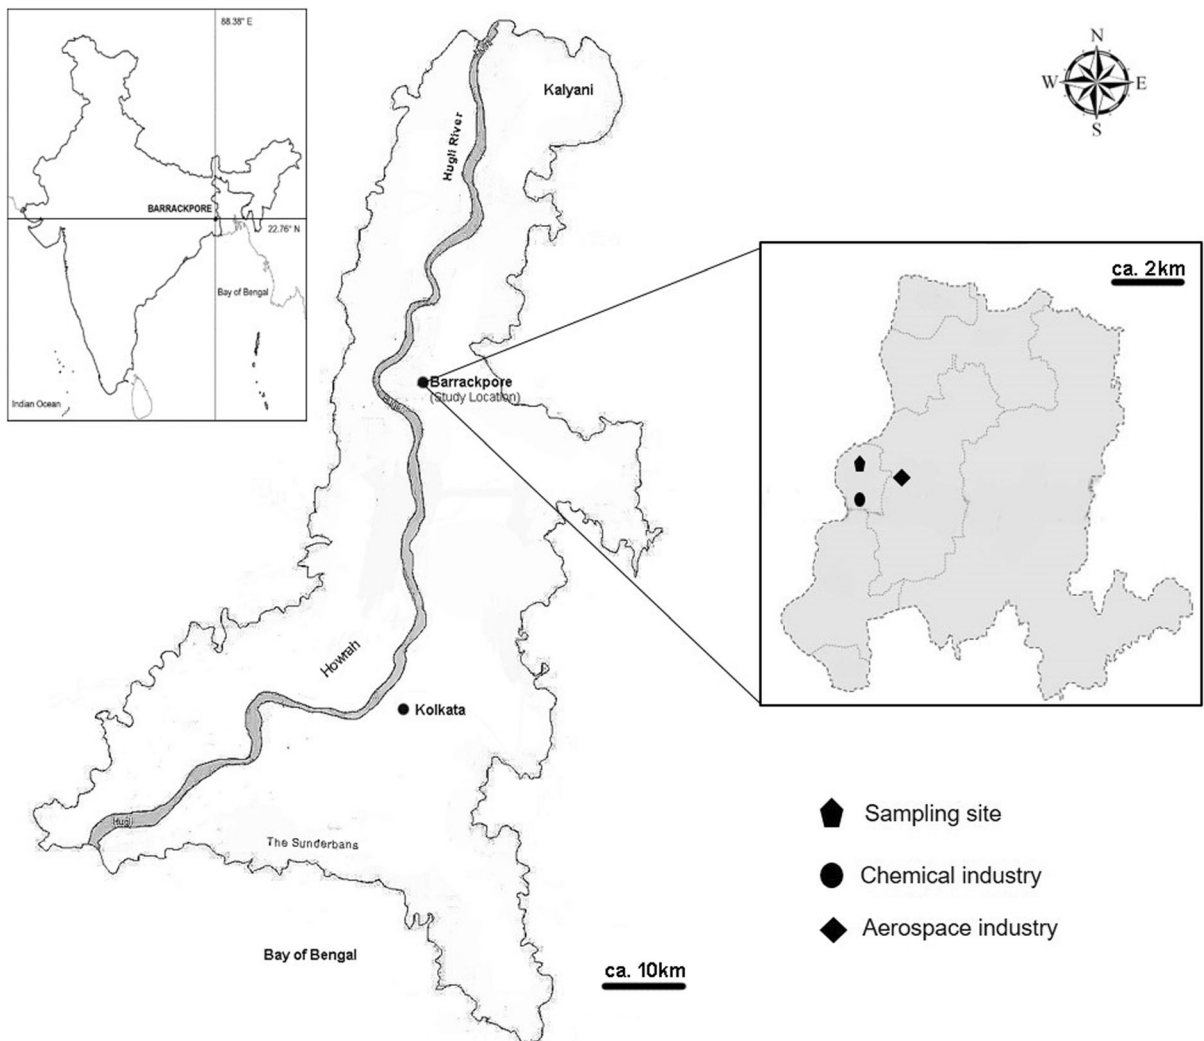 88.38° E
BARRACKPORE
22.76° N
Bay of Bengal
Indian Ocean
Kalyani
Hugli River
N
W
E
S
ca. 2km
Barrackpore
(Study Location)
Howrah
Kolkata
Hugli
The Sunderbans
Bay of Bengal
ca. 10km
Sampling site
Chemical industry
Aerospace industry